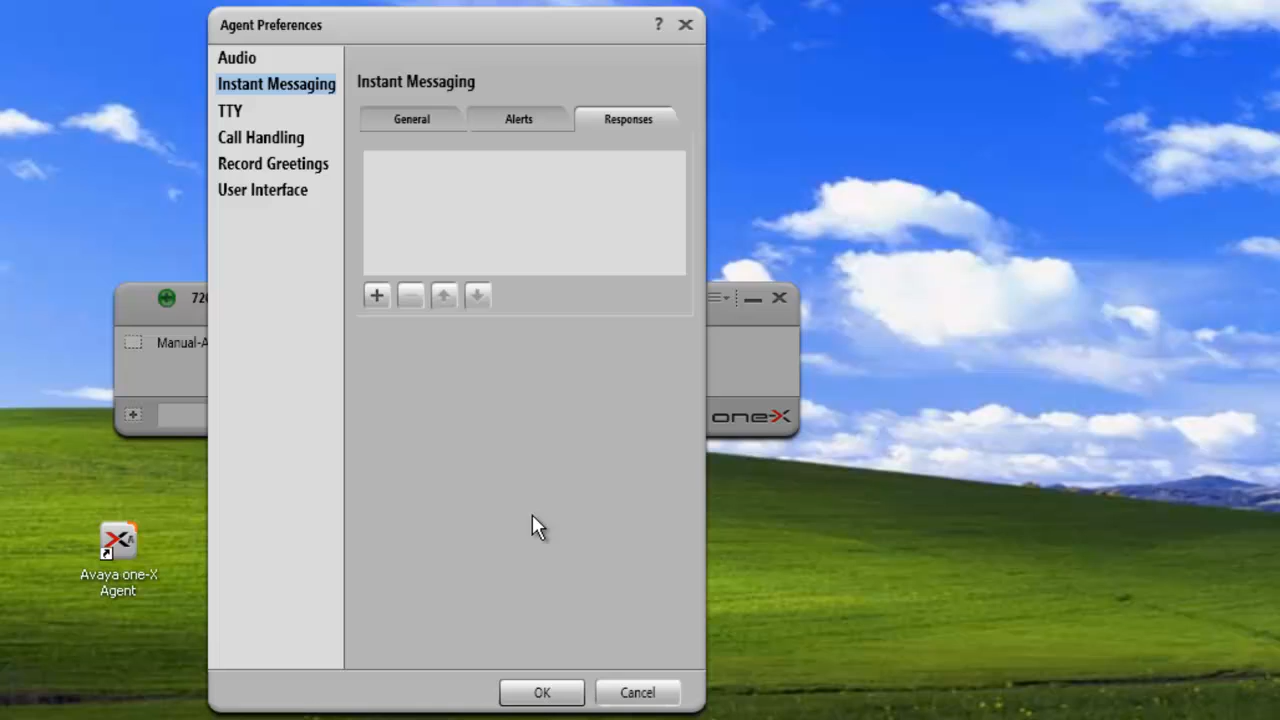 Agent Preferences
?
Audio
Instant Messaging
TTY
Call Handling
Record Greetings
User Interface
Instant Messaging
General
Alerts
Responses
Manual-A
one-X
Avaya one-X
Agent
OK
Cancel